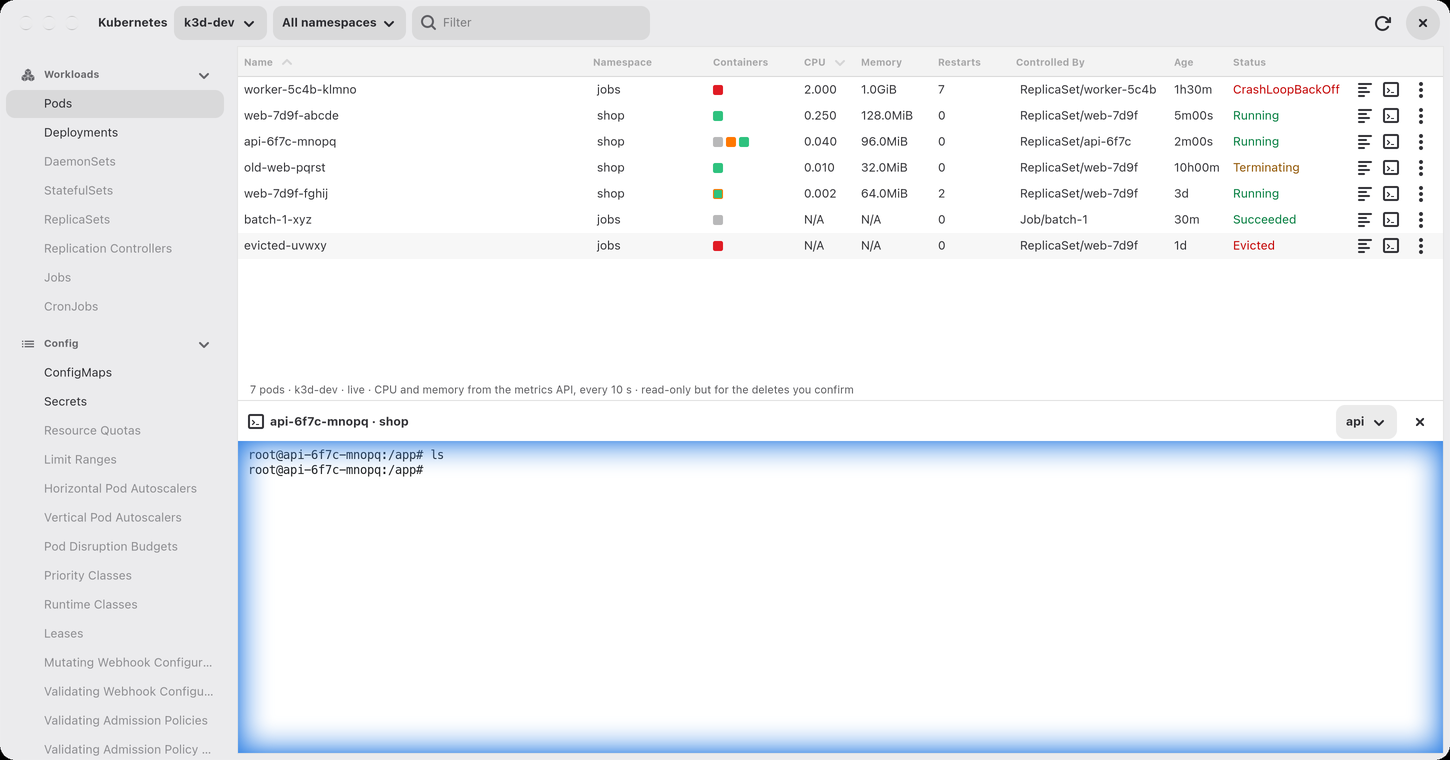 Kubernetes k3d-dev All namespaces Filter
Workloads
Pods
Deployments
DaemonSets
StatefulSets
ReplicaSets
Replication Controllers
Jobs
CronJobs
Config
ConfigMaps
Secrets
Resource Quotas
Limit Ranges
Horizontal Pod Autoscalers
Vertical Pod Autoscalers
Pod Disruption Budgets
Priority Classes
Runtime Classes
Leases
Mutating Webhook Configur...
Validating Webhook Configu...
Validating Admission Policies
Validating Admission Policy ...
Name Namespace Containers CPU Memory Restarts Controlled By Age Status
worker-5c4b-klmno jobs 2.000 1.0GiB 7 ReplicaSet/worker-5c4b 1h30m CrashLoopBackOff
web-7d9f-abcde shop 0.250 128.0MiB 0 ReplicaSet/web-7d9f 5m00s Running
api-6f7c-mnopq shop 0.040 96.0MiB 0 ReplicaSet/api-6f7c 2m00s Running
old-web-pqrst shop 0.010 32.0MiB 0 ReplicaSet/web-7d9f 10h00m Terminating
web-7d9f-fghij shop 0.002 64.0MiB 2 ReplicaSet/web-7d9f 3d Running
batch-1-xyz jobs N/A N/A 0 Job/batch-1 30m Succeeded
evicted-uvwxy jobs N/A N/A 0 ReplicaSet/web-7d9f 1d Evicted
7 pods · k3d-dev · live · CPU and memory from the metrics API, every 10 s · read-only but for the deletes you confirm
api-6f7c-mnopq · shop api
root@api-6f7c-mnopq:/app# ls
root@api-6f7c-mnopq:/app#